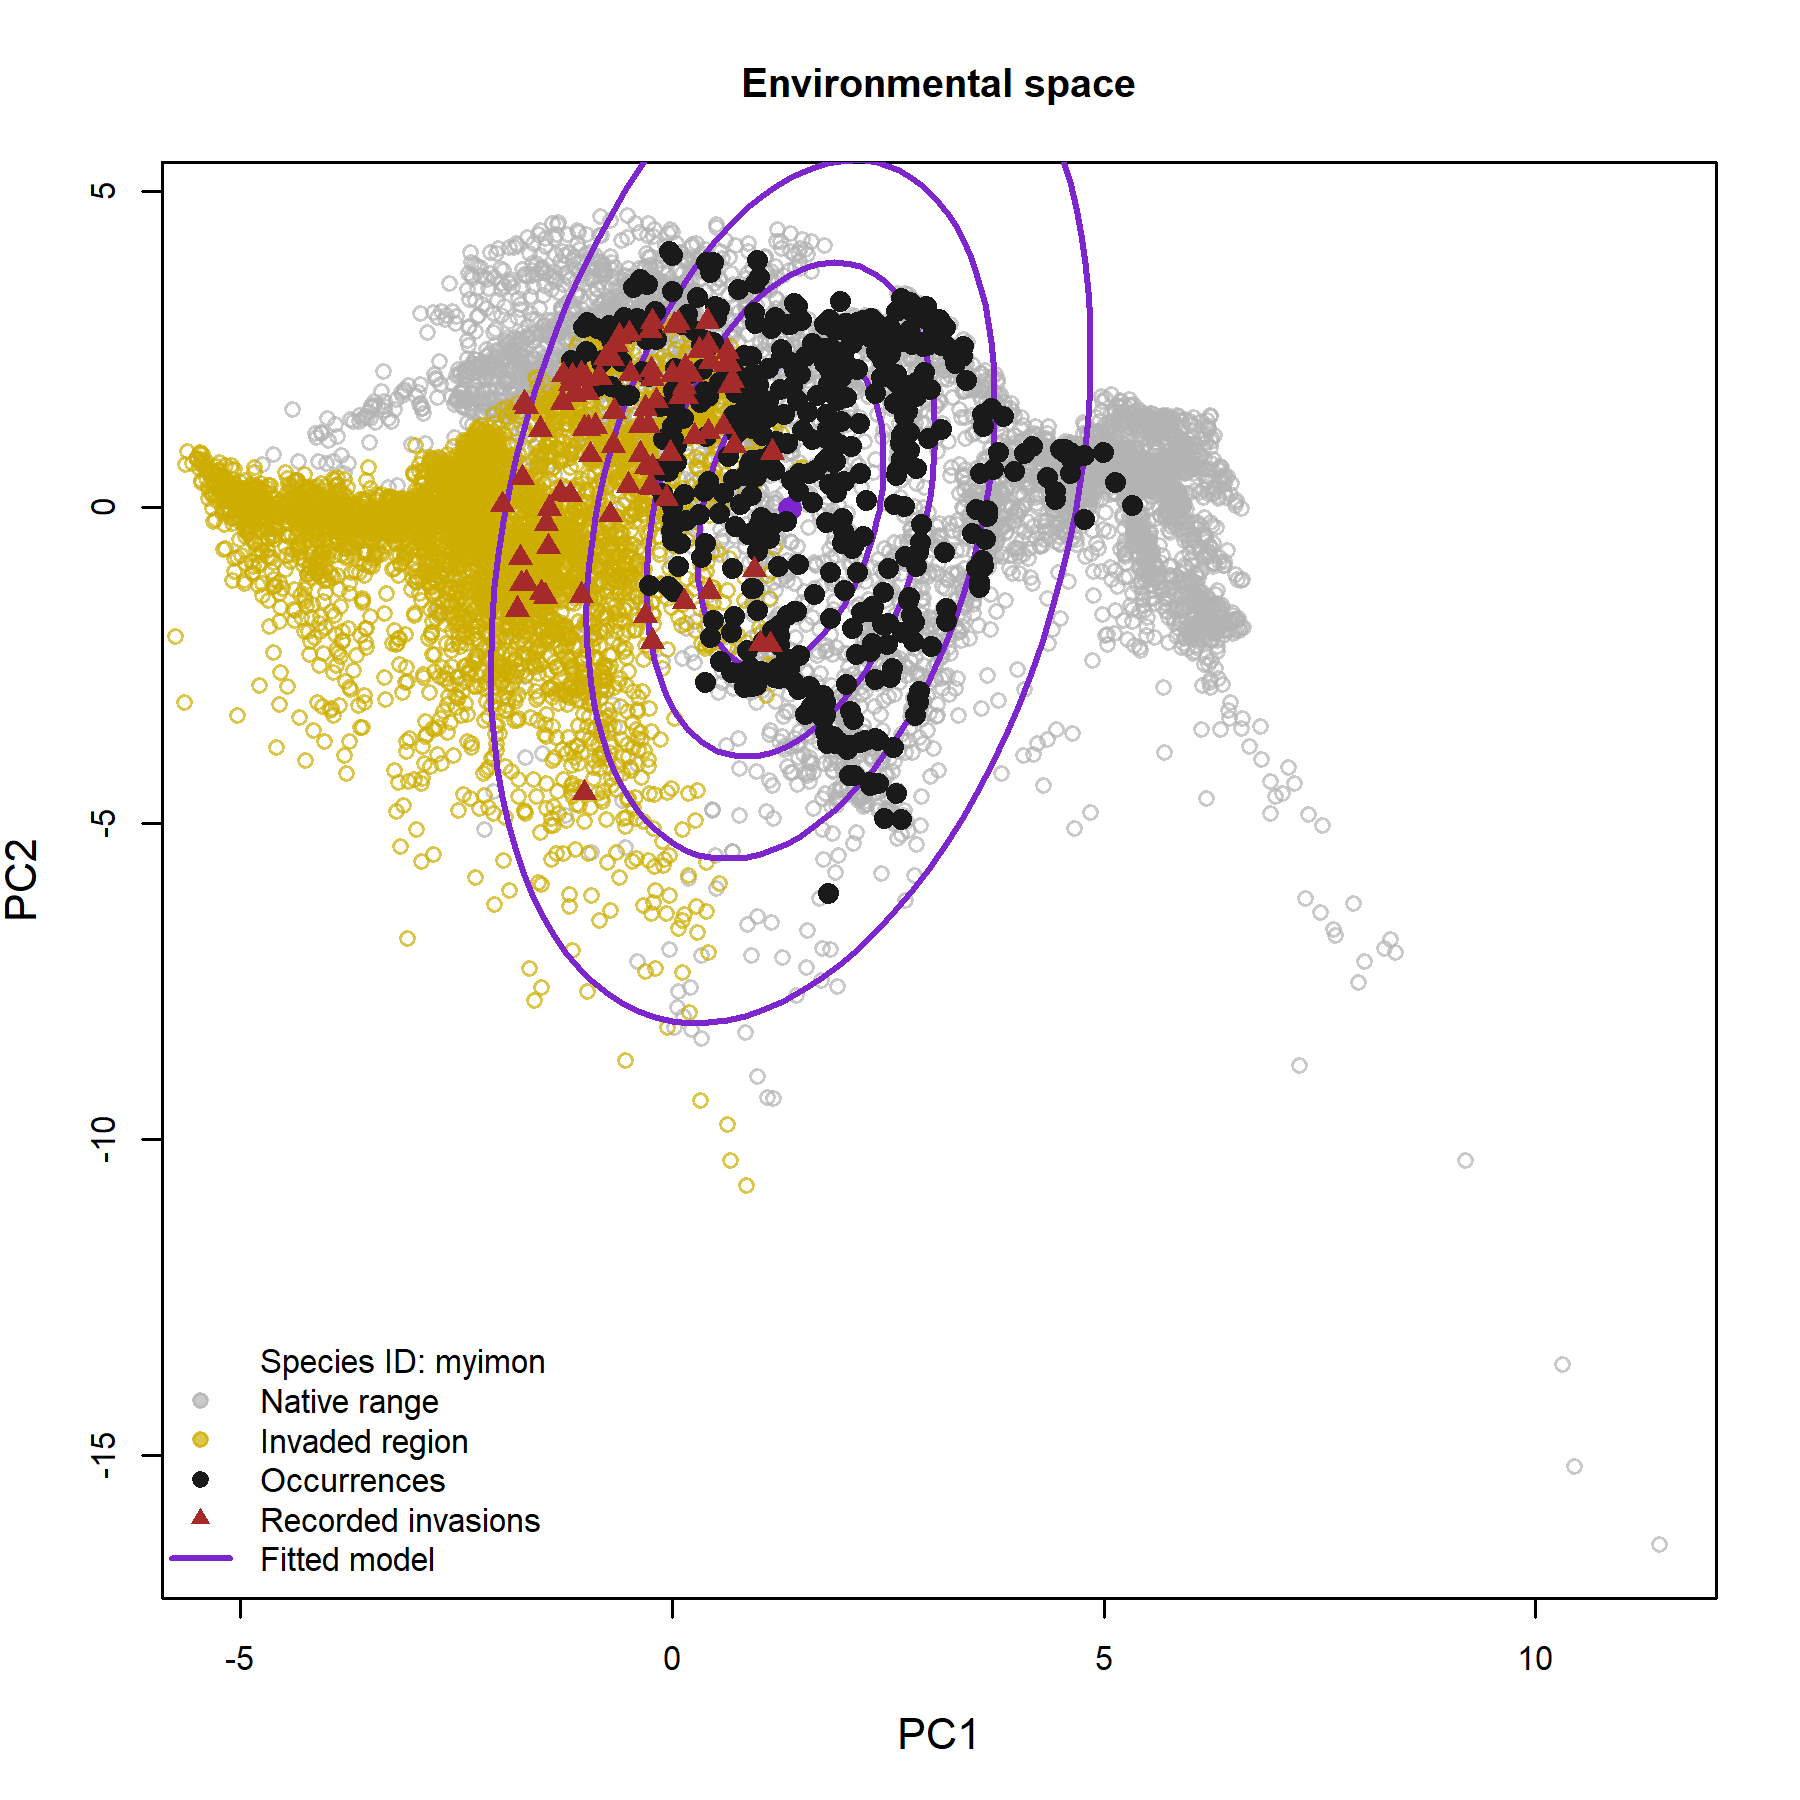 Environmental space
5
0
-5
-10
-15
PC2
Species ID: myimon
Native range
Invaded region
Occurrences
Recorded invasions
Fitted model
-5
0
5
10
PC1